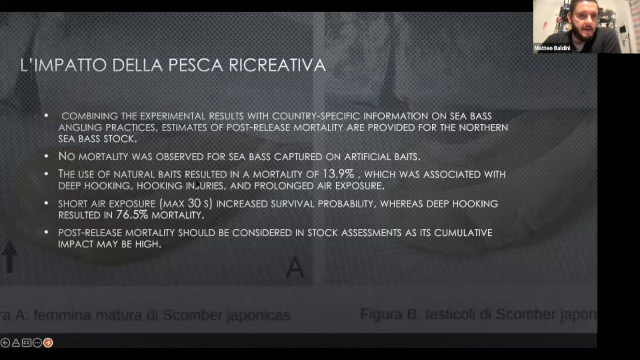 Matteo Baldini
L'IMPATTO DELLA PESCA RICREATIVA
• COMBINING THE EXPERIMENTAL RESULTS WITH COUNTRY-SPECIFIC INFORMATION ON SEA BASS
ANGLING PRACTICES, ESTIMATES OF POST-RELEASE MORTALITY ARE PROVIDED FOR THE NORTHERN
SEA BASS STOCK.
• NO MORTALITY WAS OBSERVED FOR SEA BASS CAPTURED ON ARTIFICIAL BAITS.
• THE USE OF NATURAL BAITS RESULTED IN A MORTALITY OF 13.9% , WHICH WAS ASSOCIATED WITH
DEEP HOOKING, HOOKING INJURIES, AND PROLONGED AIR EXPOSURE.
• SHORT AIR EXPOSURE (MAX 30 S) INCREASED SURVIVAL PROBABILITY, WHEREAS DEEP HOOKING
RESULTED IN 76.5% MORTALITY.
• POST-RELEASE MORTALITY SHOULD BE CONSIDERED IN STOCK ASSESSMENTS AS ITS CUMULATIVE
IMPACT MAY BE HIGH.
A
ra A: femmina matura di Scomber japonicas
Figura B: testicoli di Scomber japon